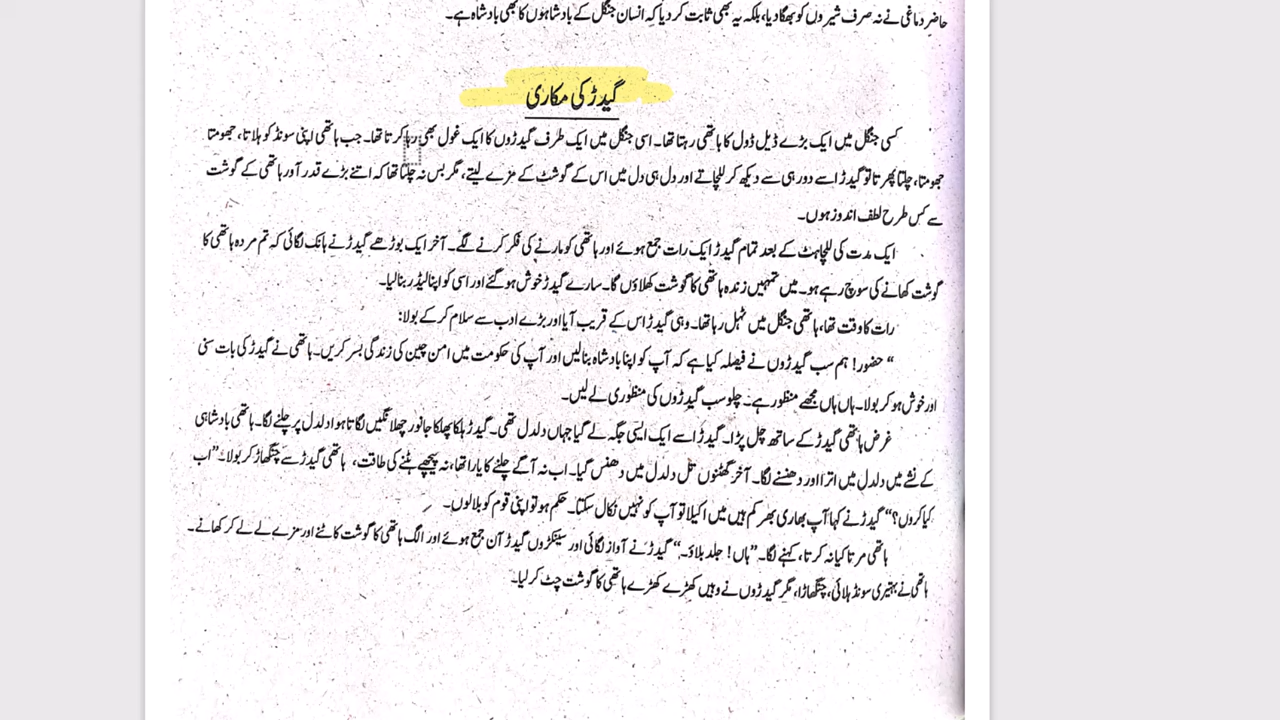 حاضر دماغی نے نہ صرف شیروں کو بھگا دیا، بلکہ یہ بھی ثابت کر دیا کہ انسان جنگل کے بادشاہوں کا بھی بادشاہ ہے۔
گیدڑ کی مکاری
کسی جنگل میں ایک بڑے ڈیل ڈول کا ہاتھی رہتا تھا۔ اسی جنگل میں ایک طرف گیدڑوں کا ایک غول بھی رہا کرتا تھا۔ جب ہاتھی اپنی سونڈ کو ہلاتا، جھومتا
جھومتا، چلتا پھرتا تو گیدڑ اسے دور ہی سے دیکھ کر للچاتے اور دل ہی دل میں اس کے گوشت کے مزے لیتے، مگر بس نہ چلتا تھا کہ اتنے بڑے قد آور ہاتھی کے گوشت
سے کس طرح لطف اندوز ہوں۔
ایک مدت کی للچاہٹ کے بعد تمام گیدڑ ایک رات جمع ہوئے اور ہاتھی کو مارنے کی فکر کرنے لگے۔ آخر ایک بوڑھے گیدڑ نے ہانک لگائی کہ تم مردہ ہاتھی کا
گوشت کھانے کی سوچ رہے ہو۔ میں تمہیں زندہ ہاتھی کا گوشت کھلاؤں گا۔ سارے گیدڑ خوش ہو گئے اور اسی کو اپنا لیڈر بنا لیا۔
رات کا وقت تھا، ہاتھی جنگل میں ٹہل رہا تھا۔ وہی گیدڑ اس کے قریب آیا اور بڑے ادب سے سلام کر کے بولا:
“ حضور! ہم سب گیدڑوں نے فیصلہ کیا ہے کہ آپ کو اپنا بادشاہ بنا لیں اور آپ کی حکومت میں امن چین کی زندگی بسر کریں۔ ہاتھی نے گیدڑ کی بات سنی
اور خوش ہو کر بولا۔ ہاں ہاں مجھے منظور ہے۔ چلو سب گیدڑوں کی منظوری لے لیں۔
غرض ہاتھی گیدڑ کے ساتھ چل پڑا۔ گیدڑ اسے ایک ایسی جگہ لے گیا جہاں دلدل تھی۔ گیدڑ ہلکا پھلکا جانور چھلانگیں لگاتا ہوا دلدل پر چلنے لگا۔ ہاتھی بادشاہی
کے نشے میں دلدل میں اترا اور دھنسنے لگا۔ آخر گھٹنوں تلک دلدل میں دھنس گیا۔ اب نہ آگے چلنے کا یارا تھا، نہ پیچھے ہٹنے کی طاقت، ہاتھی گیدڑ سے چنگھاڑ کر بولا۔ ”اب
کیا کروں؟“ گیدڑ نے کہا آپ بھاری بھر کم ہیں میں اکیلا تو آپ کو نہیں نکال سکتا۔ حکم ہو تو اپنی قوم کو بلا لوں۔
ہاتھی مرتا کیا نہ کرتا، کہنے لگا۔ ”ہاں! جلد بلاؤ۔“ گیدڑ نے آواز لگائی اور سینکڑوں گیدڑ آن جمع ہوئے اور الگ ہاتھی کا گوشت کاٹنے اور مزے لے لے کر کھانے۔
ہاتھی نے بہتیری سونڈ ہلائی، چنگھاڑا، مگر گیدڑوں نے وہیں کھڑے کھڑے ہاتھی کا گوشت چٹ کر لیا۔